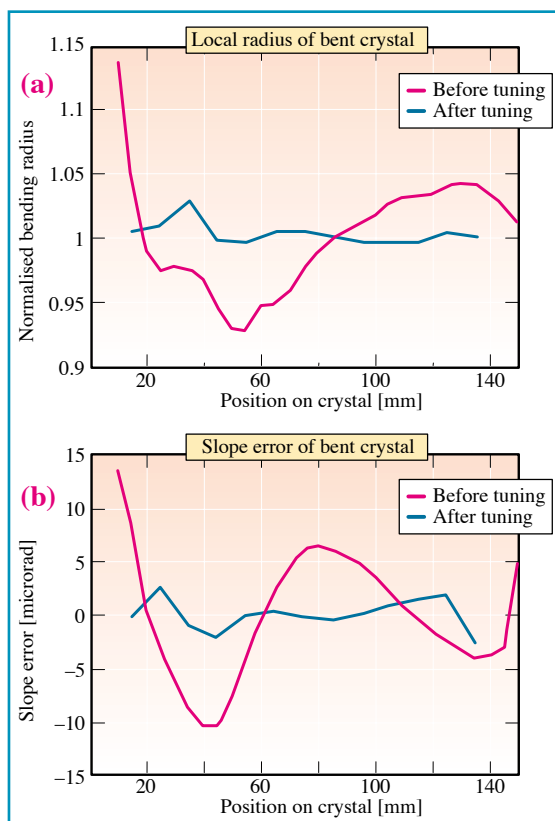 Local radius of bent crystal
(a)
Before tuning
After tuning
1.15
1.1
1.05
1
0.95
0.9
Normalised bending radius
20 60 100 140
Position on crystal [mm]
Slope error of bent crystal
(b)
Before tuning
After tuning
15
10
5
0
−5
−10
−15
Slope error [microrad]
20 60 100 140
Position on crystal [mm]